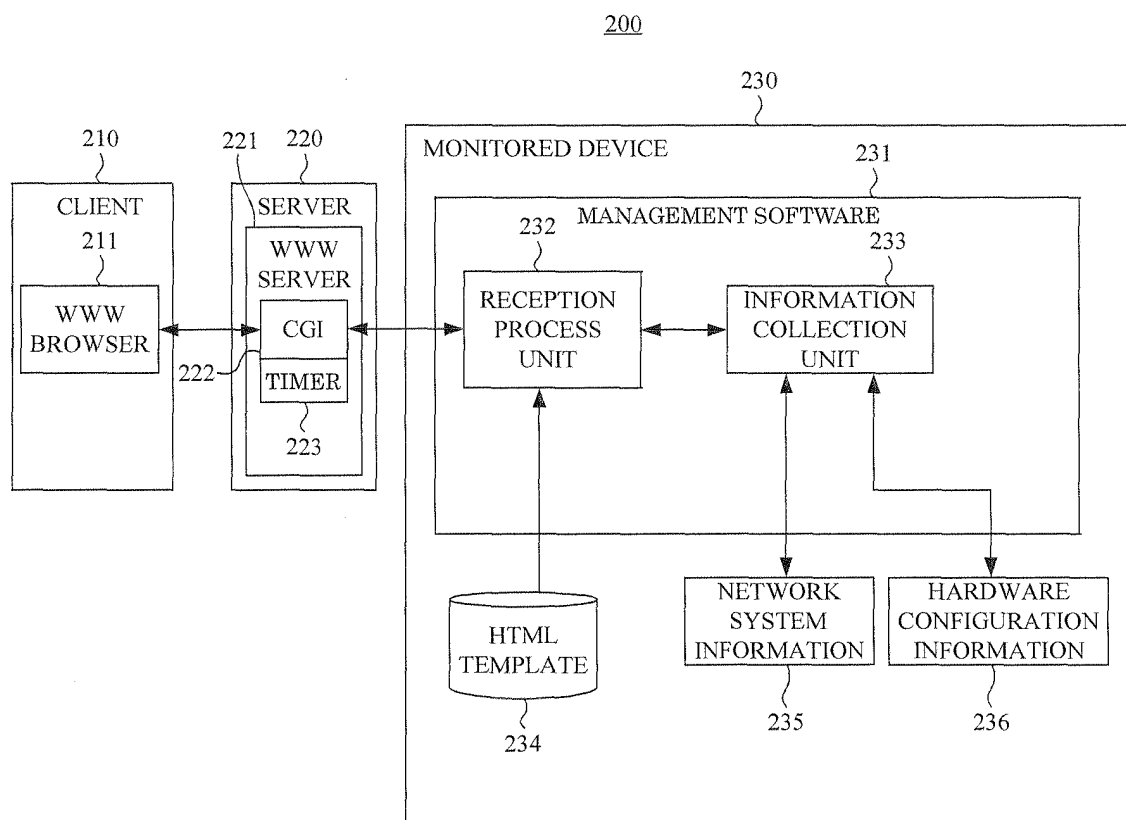 200
230
210
220
221
MONITORED DEVICE
231
CLIENT
SERVER
MANAGEMENT SOFTWARE
211
WWW
SERVER
232
233
WWW
BROWSER
CGI
RECEPTION
PROCESS
UNIT
INFORMATION
COLLECTION
UNIT
222
TIMER
223
HTML
TEMPLATE
NETWORK
SYSTEM
INFORMATION
HARDWARE
CONFIGURATION
INFORMATION
234
235
236